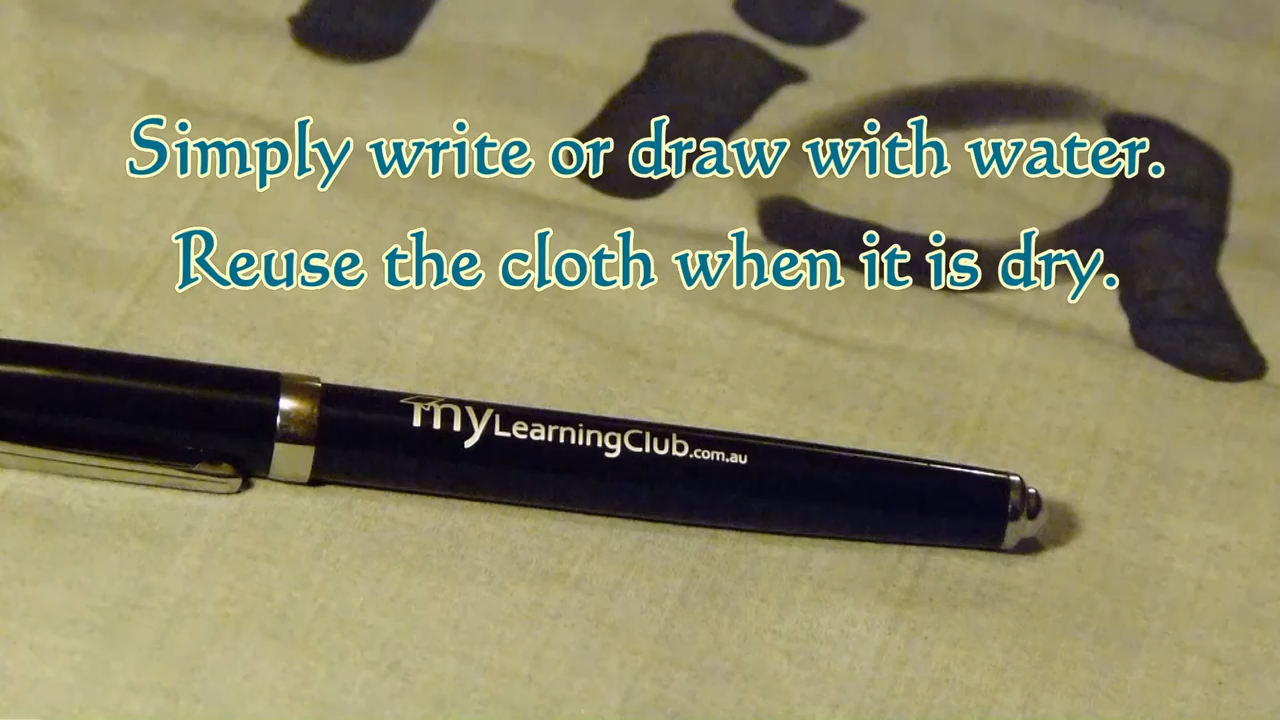 Simply write or draw with water.
Reuse the cloth when it is dry.
myLearningClub.com.au